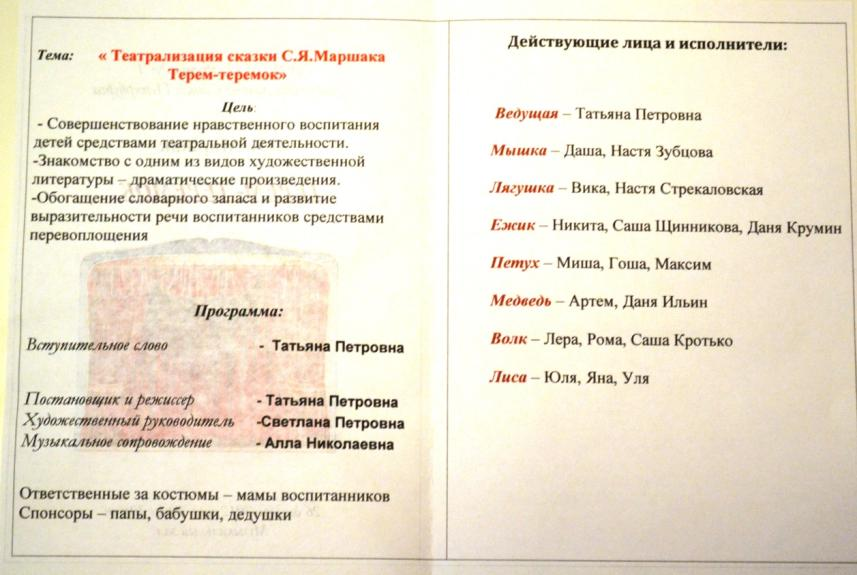 Тема: « Театрализация сказки С.Я.Маршака
Терем-теремок»
Цель:
- Совершенствование нравственного воспитания
детей средствами театральной деятельности.
-Знакомство с одним из видов художественной
литературы – драматические произведения.
-Обогащение словарного запаса и развитие
выразительности речи воспитанников средствами
перевоплощения
Программа:
Вступительное слово - Татьяна Петровна
Постановщик и режиссер - Татьяна Петровна
Художественный руководитель -Светлана Петровна
Музыкальное сопровождение - Алла Николаевна
Ответственные за костюмы – мамы воспитанников
Спонсоры – папы, бабушки, дедушки
Действующие лица и исполнители:
Ведущая – Татьяна Петровна
Мышка – Даша, Настя Зубцова
Лягушка – Вика, Настя Стрекаловская
Ежик – Никита, Саша Щинникова, Даня Крумин
Петух – Миша, Гоша, Максим
Медведь – Артем, Даня Ильин
Волк – Лера, Рома, Саша Кротько
Лиса – Юля, Яна, Уля